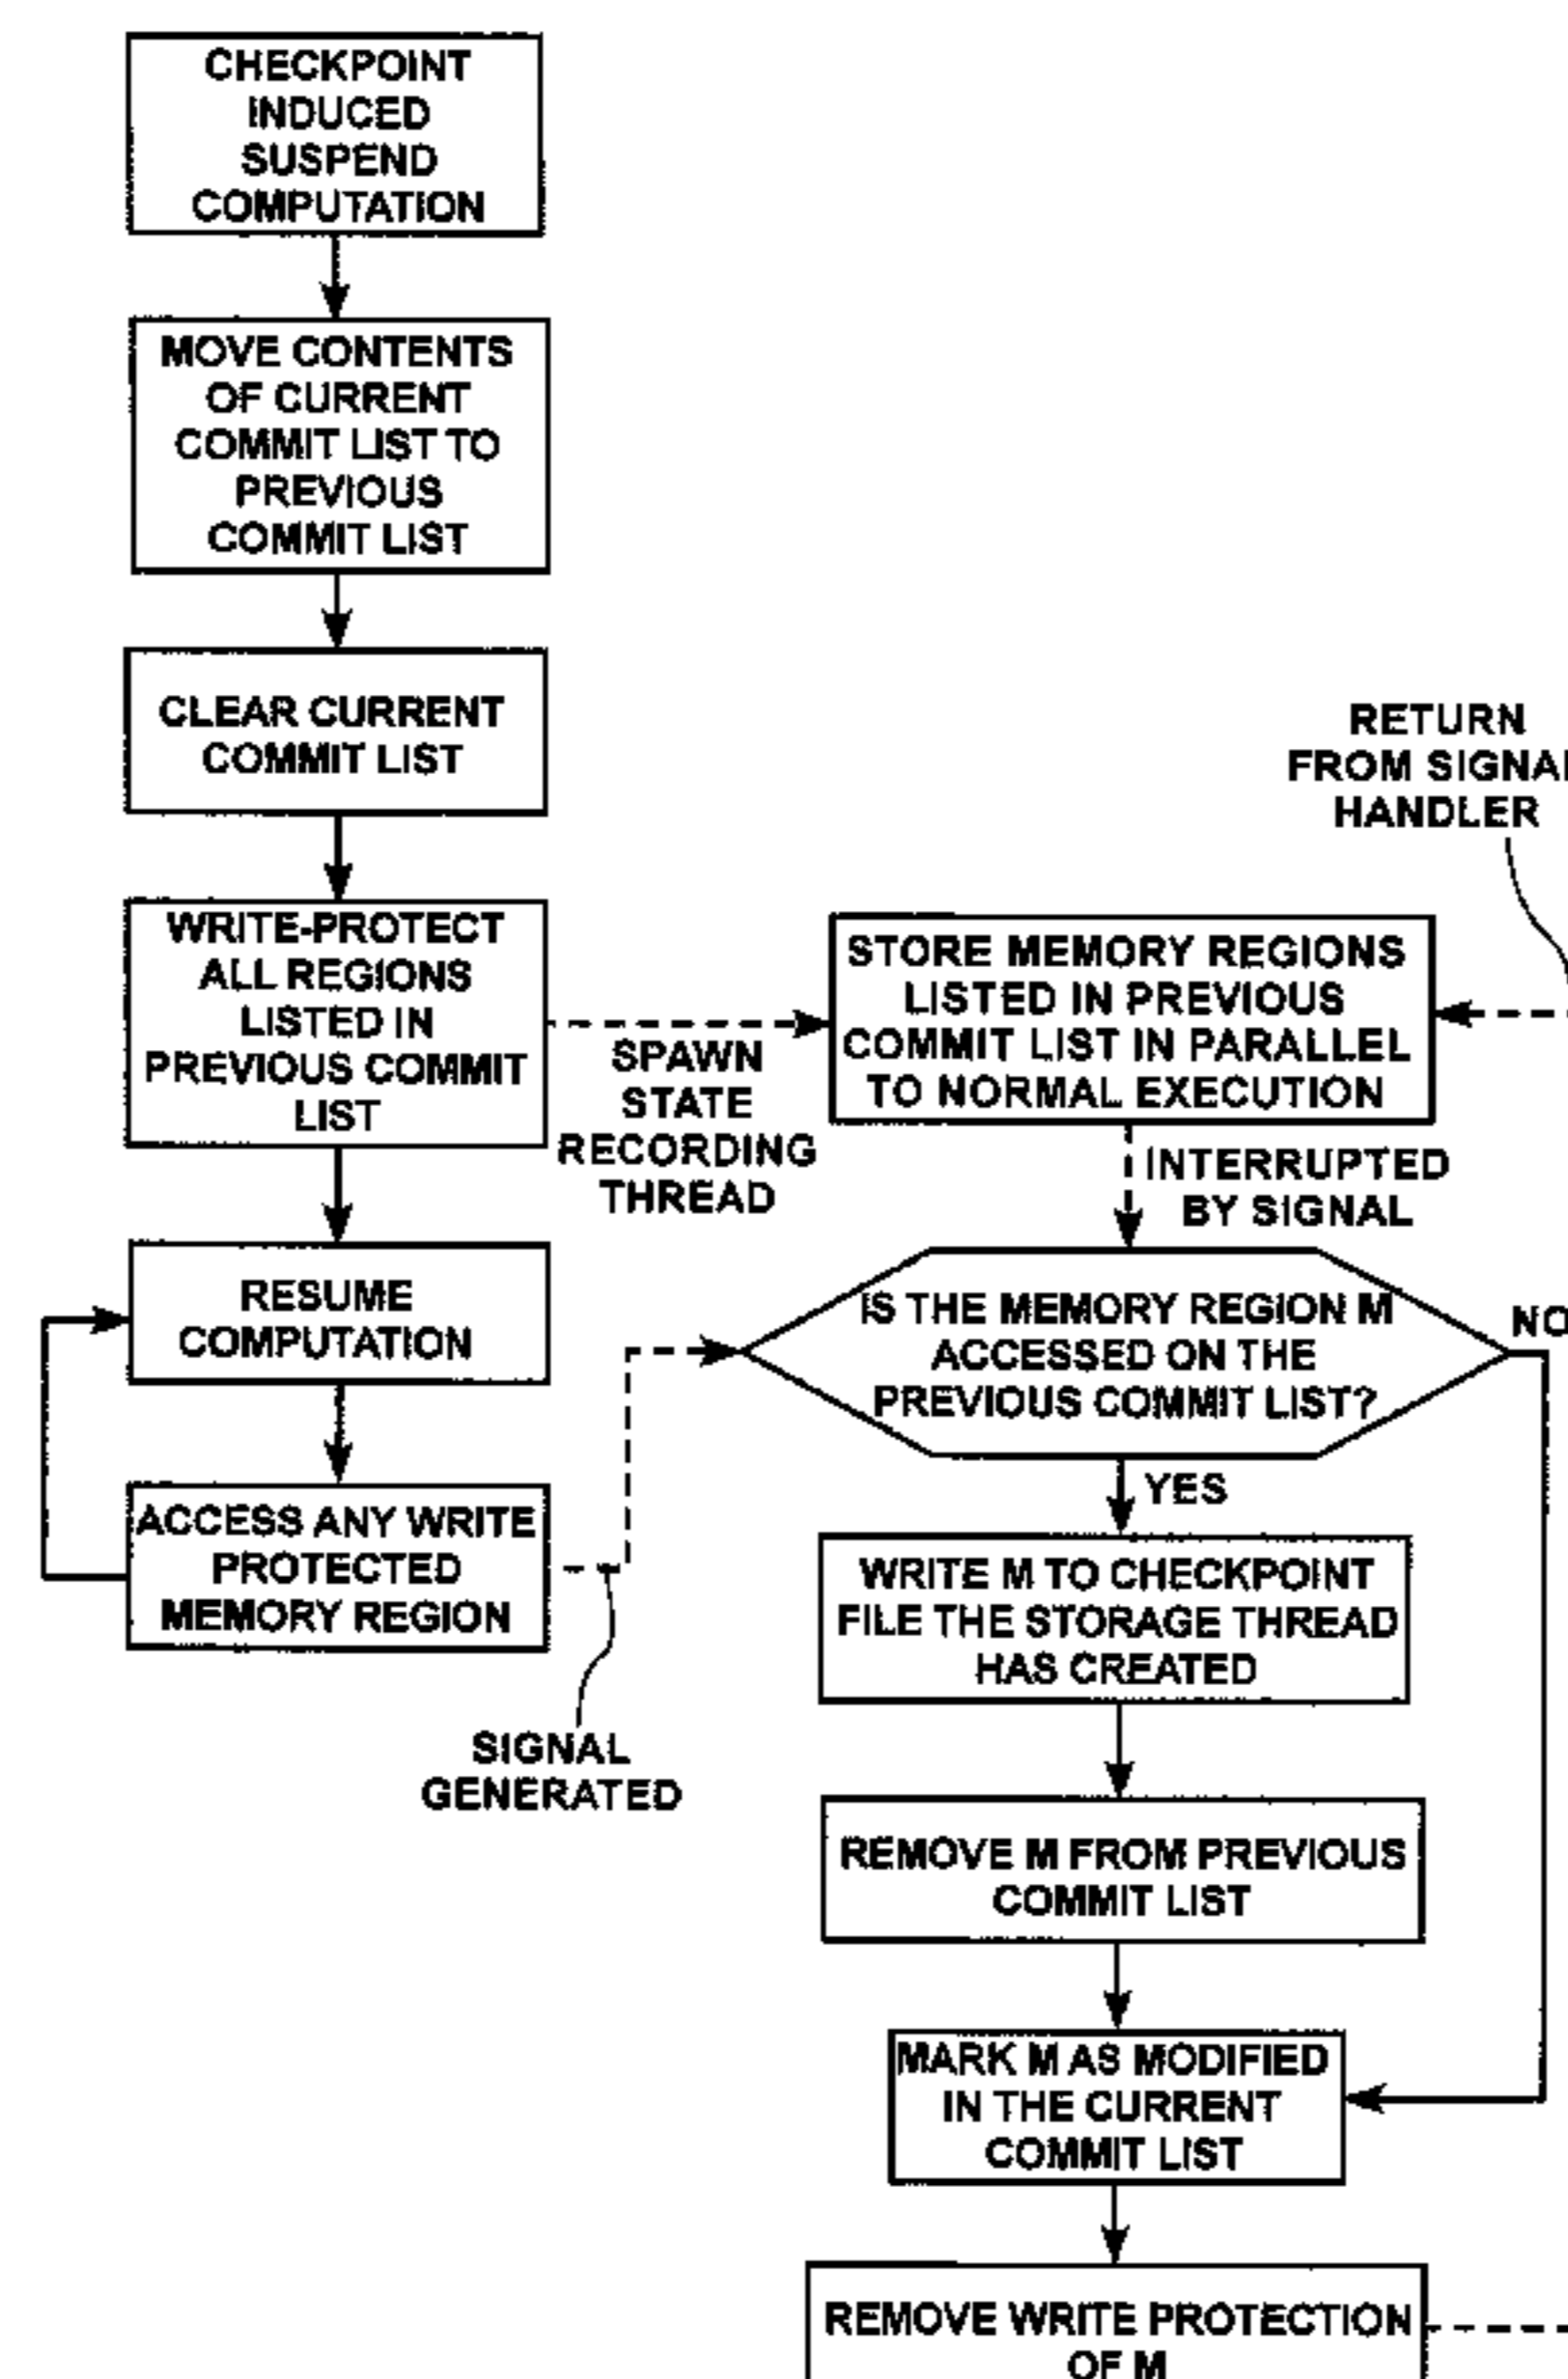 CHECKPOINT
INDUCED
SUSPEND
COMPUTATION
MOVE CONTENTS
OF CURRENT
COMMIT LIST TO
PREVIOUS
COMMIT LIST
CLEAR CURRENT
COMMIT LIST
WRITE-PROTECT
ALL REGIONS
LISTED IN
PREVIOUS COMMIT
LIST
SPAWN
STATE
RECORDING
THREAD
RESUME
COMPUTATION
ACCESS ANY WRITE
PROTECTED
MEMORY REGION
SIGNAL
GENERATED
RETURN
FROM SIGNAL
HANDLER
STORE MEMORY REGIONS
LISTED IN PREVIOUS
COMMIT LIST IN PARALLEL
TO NORMAL EXECUTION
INTERRUPTED
BY SIGNAL
IS THE MEMORY REGION M
ACCESSED ON THE
PREVIOUS COMMIT LIST?
NO
YES
WRITE M TO CHECKPOINT
FILE THE STORAGE THREAD
HAS CREATED
REMOVE M FROM PREVIOUS
COMMIT LIST
MARK M AS MODIFIED
IN THE CURRENT
COMMIT LIST
REMOVE WRITE PROTECTION
OF M